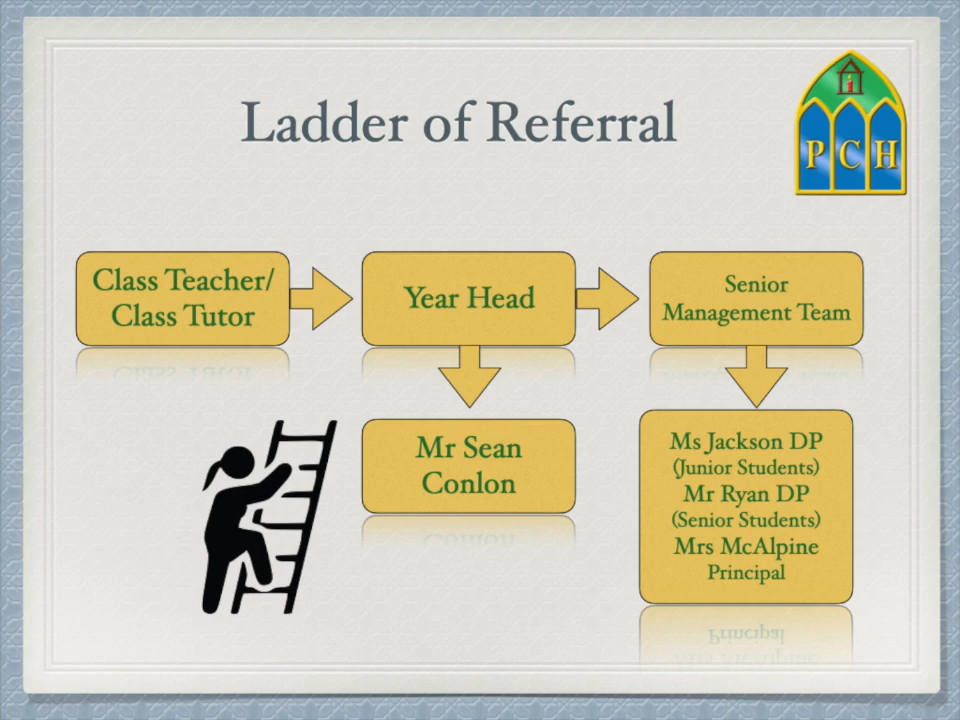 Ladder of Referral
P C H
Class Teacher/
Class Tutor
Year Head
Senior
Management Team
Mr Sean
Conlon
Ms Jackson DP
(Junior Students)
Mr Ryan DP
(Senior Students)
Mrs McAlpine
Principal